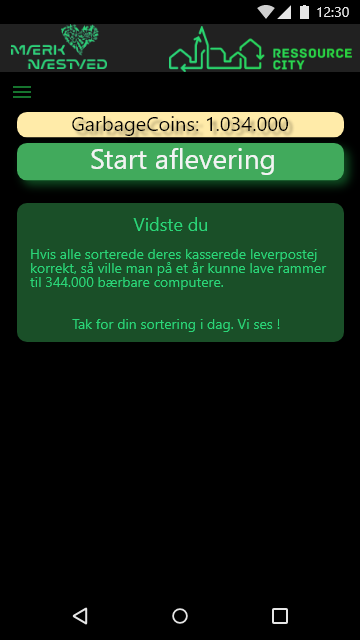 12:30
MÆRK
NÆSTVED
RESSOURCE
CITY
GarbageCoins: 1.034.000
Start aflevering
Vidste du
Hvis alle sorterede deres kasserede leverpostej
korrekt, så ville man på et år kunne lave rammer
til 344.000 bærbare computere.
Tak for din sortering i dag. Vi ses !